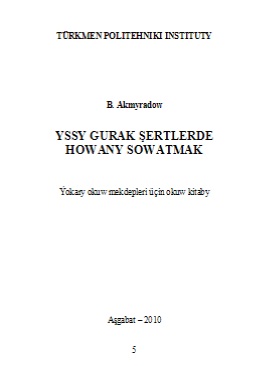 TÜRKMEN POLITEHNIKI INSTITUTY
B. Akmyradow
YSSY GURAK ŞERTLERDE
HOWANY SOWATMAK
Ýokary okuw mekdepleri üçin okuw kitaby
Aşgabat – 2010
5